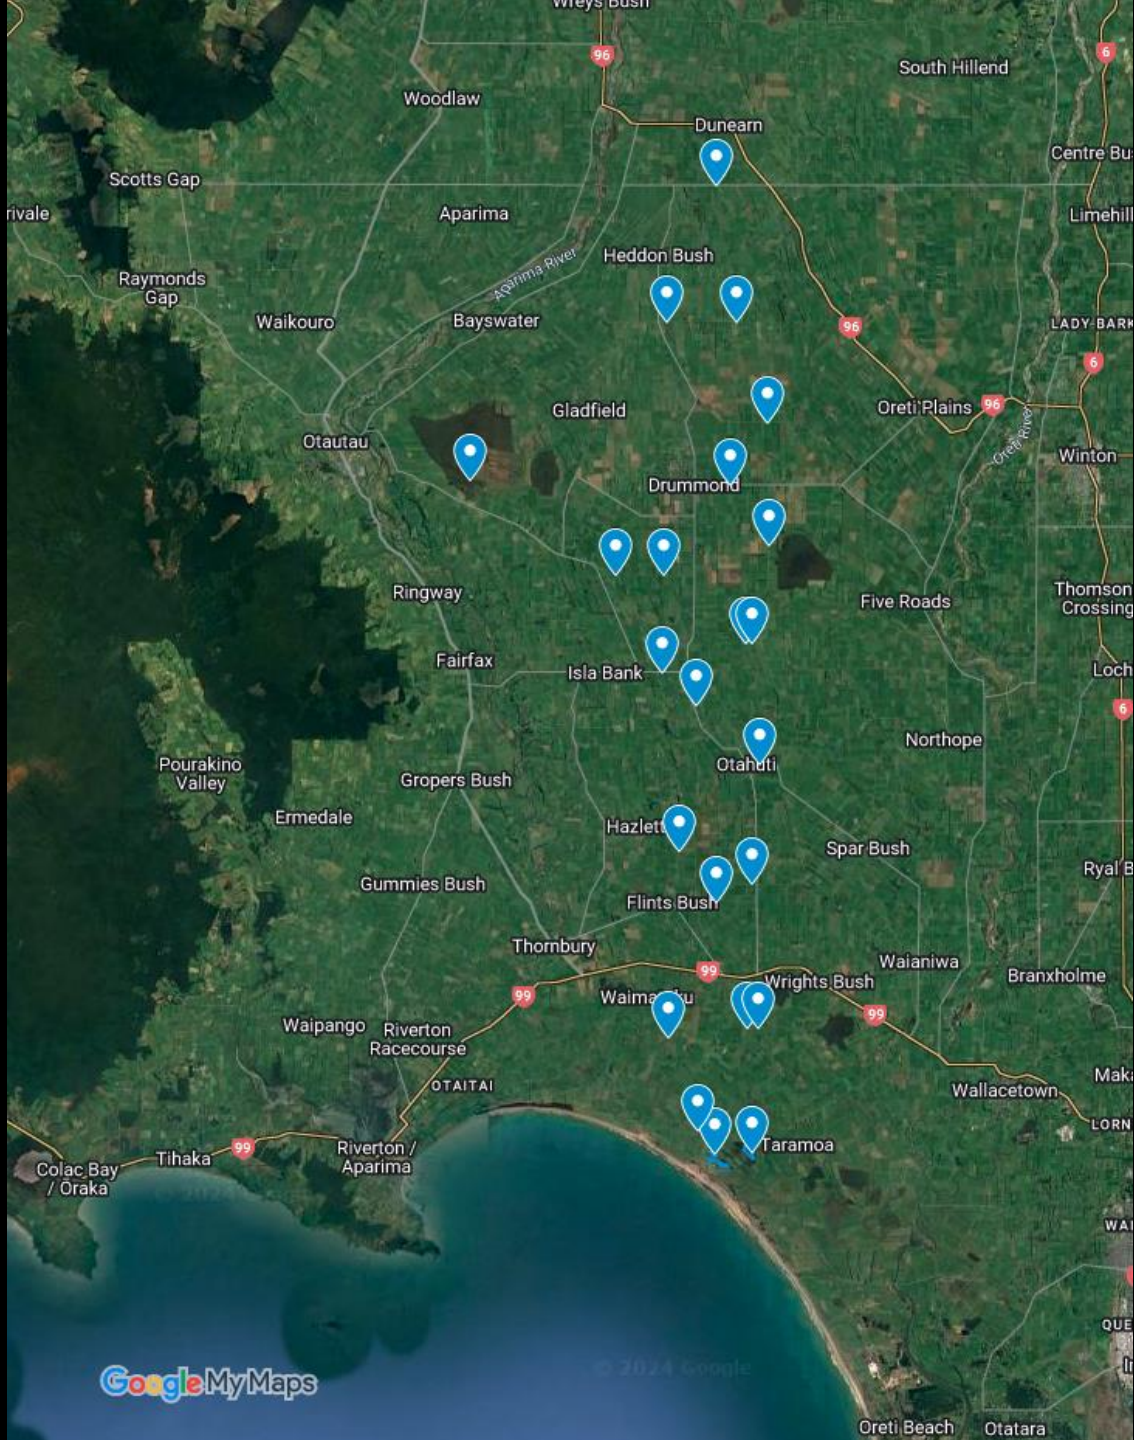 Wreys Bush
96
6
South Hillend
Woodlaw
Dunearn
Centre Bu
Scotts Gap
rivale
Aparima
Limehill
Heddon Bush
Aparima River
Raymonds
Gap
Waikouro
Bayswater
LADY BARK
96
6
Gladfield
Oreti Plains
96
Otautau
Oreti River
Winton
Drummond
Ringway
Five Roads
Thomson
Crossing
Fairfax
Isla Bank
Loch
6
Northope
Pourakino
Valley
Otahuti
Gropers Bush
Ermedale
Hazlett
Spar Bush
Ryal B
Gummies Bush
Flints Bush
Thornbury
99
Waianiwa
Branxholme
99
Waima
ku
Wrights Bush
99
Waipango
Riverton
Racecourse
OTAITAI
Maka
Wallacetown
LORN
99
Tihaka
Riverton /
Aparima
Taramoa
Colac Bay
/ Ōraka
WAI
QUE
© 2024 Google
Google My Maps
Oreti Beach
Otatara